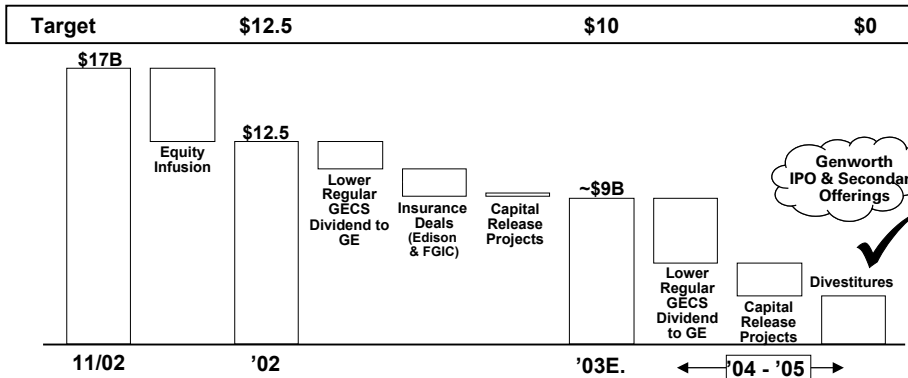 Target $12.5 $10 $0
$17B
Equity
Infusion
$12.5
Lower
Regular
GECS
Dividend to
GE
Insurance
Deals
(Edison
& FGIC)
Capital
Release
Projects
~$9B
Lower
Regular
GECS
Dividend
to GE
Capital
Release
Projects
Genworth
IPO & Secondar
Offerings
Divestitures
11/02 ’02 ’03E. ’04 - ’05